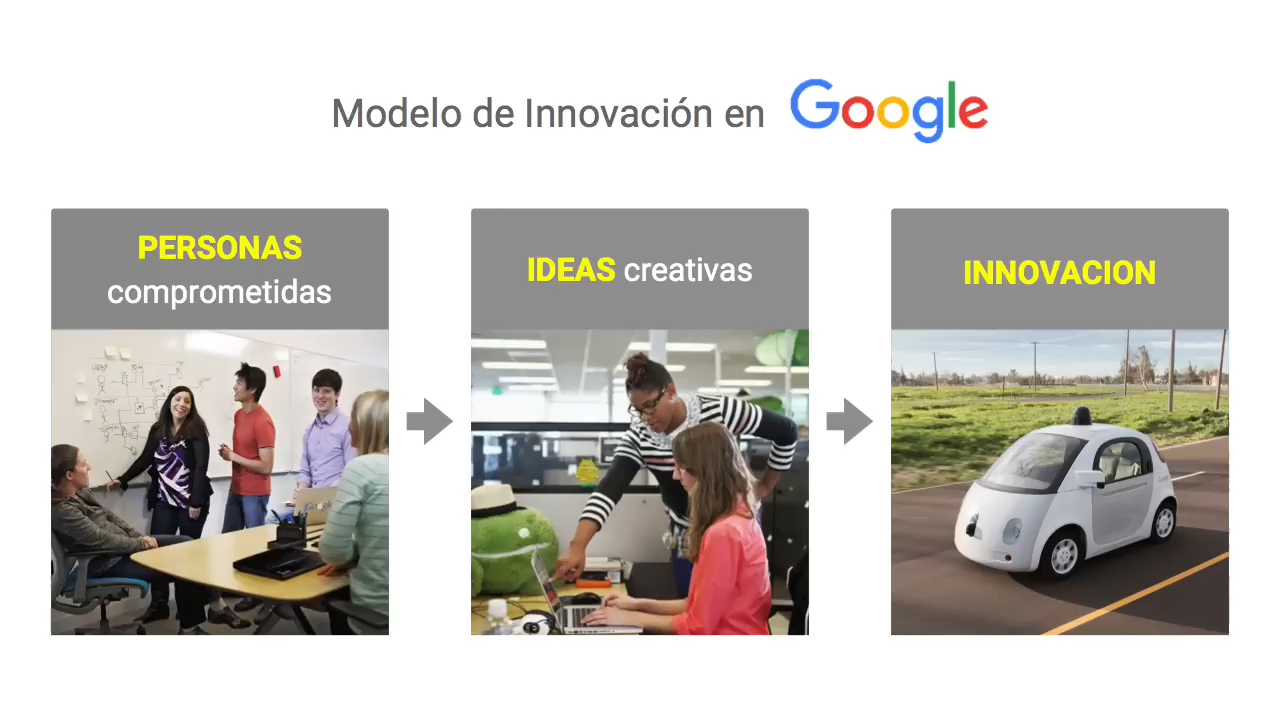 Modelo de Innovación en Google
PERSONAS
comprometidas
IDEAS creativas
INNOVACION